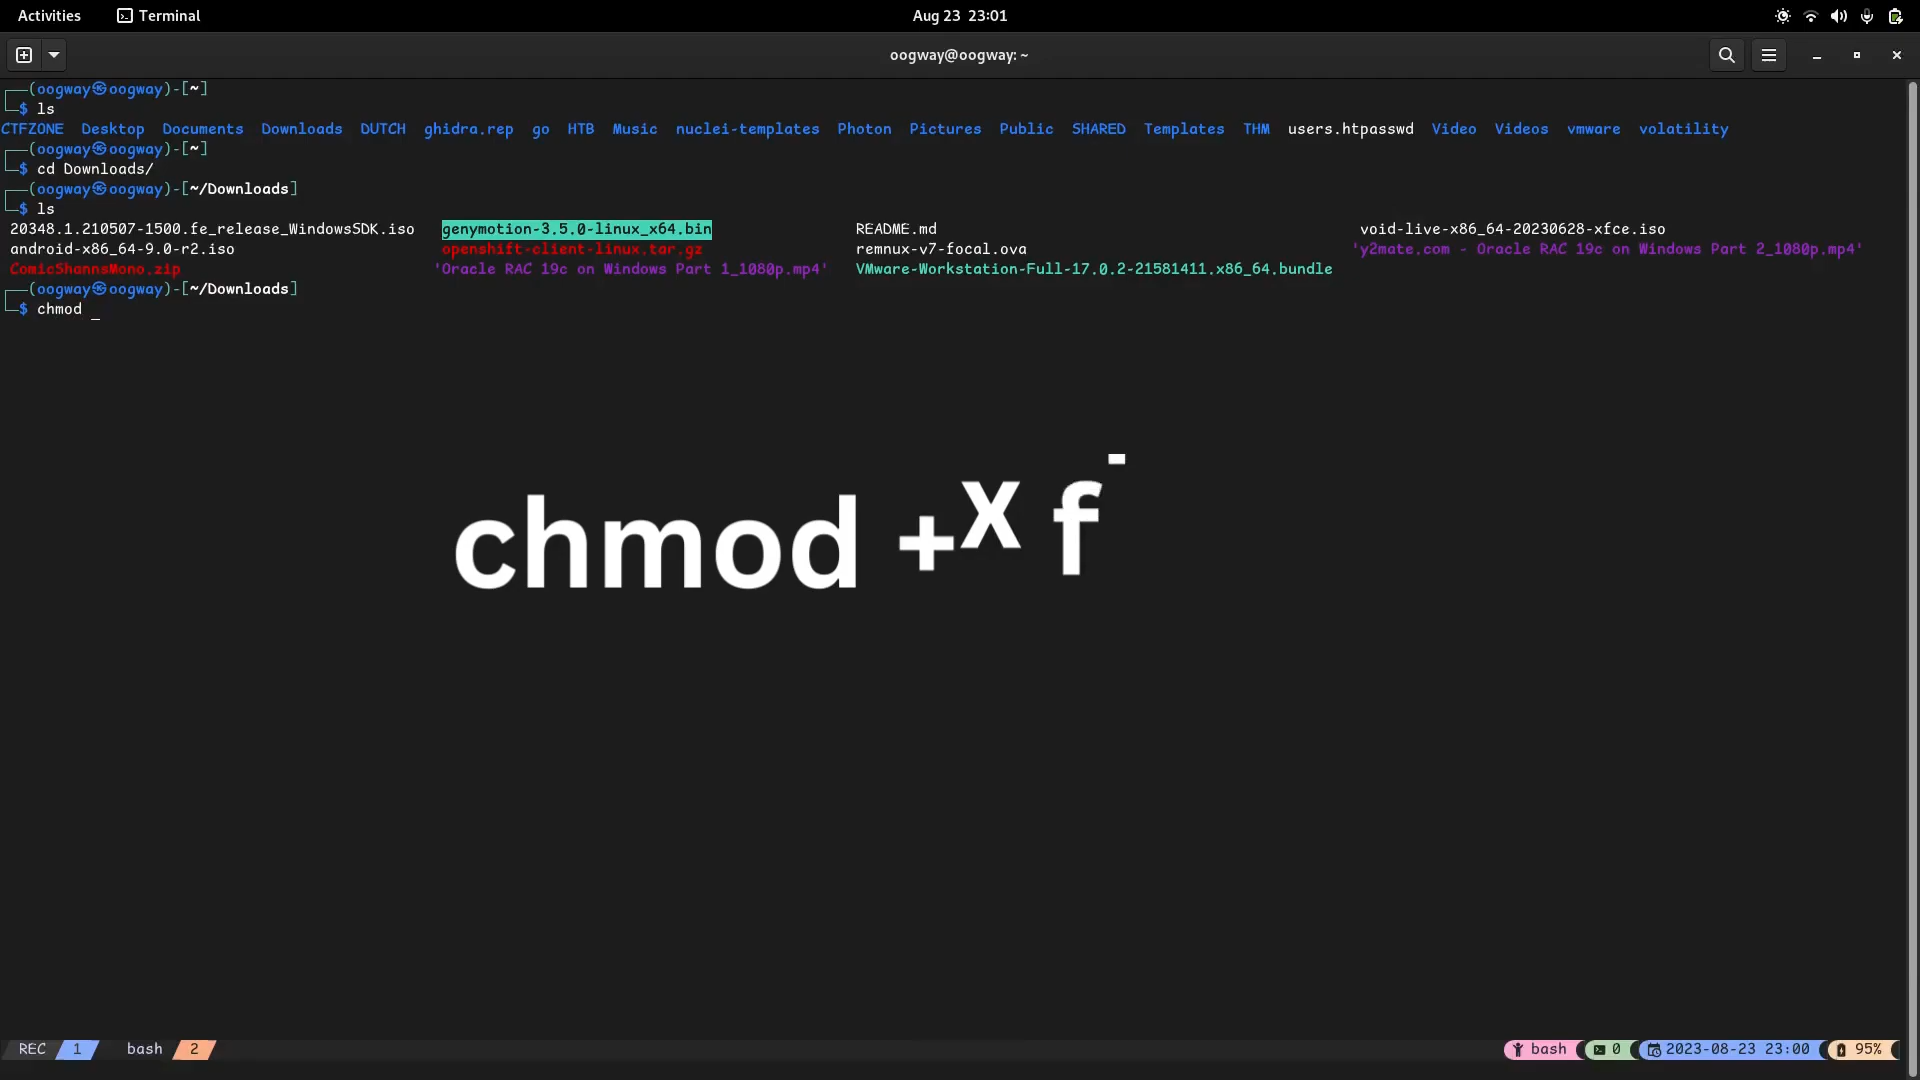 Activities Terminal Aug 23 23:01
oogway@oogway: ~
(oogway㉿oogway)-[~]
$ ls
CTFZONE Desktop Documents Downloads DUTCH ghidra.rep go HTB Music nuclei-templates Photon Pictures Public SHARED Templates THM users.htpasswd Video Videos vmware volatility
(oogway㉿oogway)-[~]
$ cd Downloads/
(oogway㉿oogway)-[~/Downloads]
$ ls
20348.1.210507-1500.fe_release_WindowsSDK.iso genymotion-3.5.0-linux_x64.bin README.md void-live-x86_64-20230628-xfce.iso
android-x86_64-9.0-r2.iso openshift-client-linux.tar.gz remnux-v7-focal.ova 'y2mate.com - Oracle RAC 19c on Windows Part 2_1080p.mp4'
ComicShannsMono.zip 'Oracle RAC 19c on Windows Part 1_1080p.mp4' VMware-Workstation-Full-17.0.2-21581411.x86_64.bundle
(oogway㉿oogway)-[~/Downloads]
$ chmod _
chmod +x f
REC 1 bash 2 bash 0 2023-08-23 23:00 95%